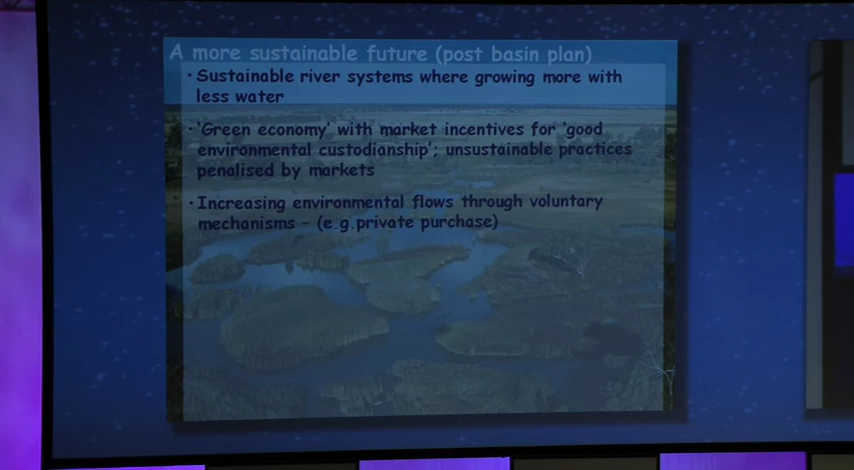 A more sustainable future (post basin plan)
· Sustainable river systems where growing more with
less water
· 'Green economy' with market incentives for 'good
environmental custodianship'; unsustainable practices
penalised by markets
· Increasing environmental flows through voluntary
mechanisms – (e.g.private purchase)